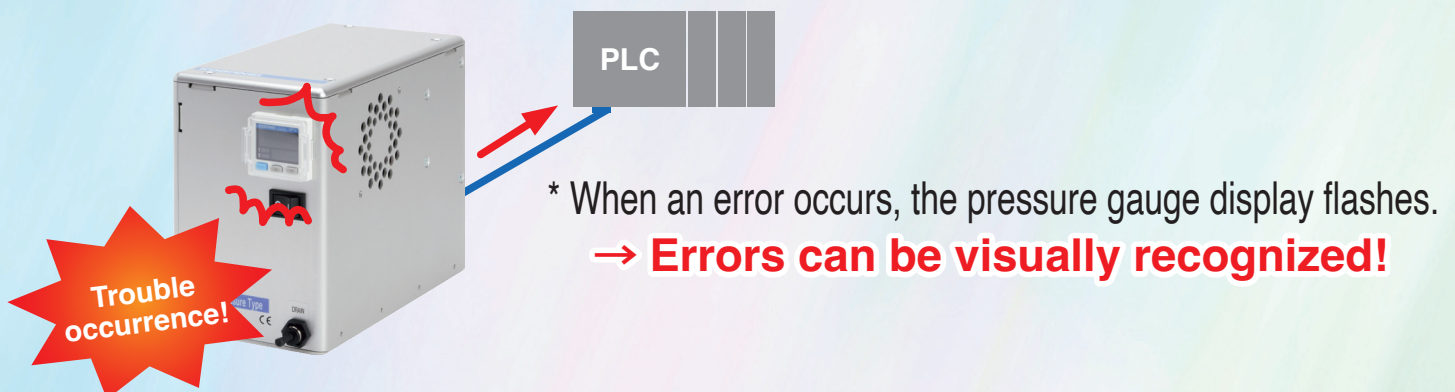 PLC
* When an error occurs, the pressure gauge display flashes.
→ Errors can be visually recognized!
Trouble
occurrence!
Type
DRAIN
CE